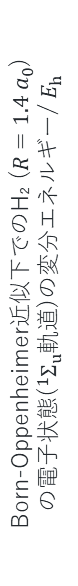 Born-Oppenheimer近似下でのH₂ (R = 1.4 a₀)
の電子状態(¹Σᵤ軌道)の変分エネルギー/ Eₕ